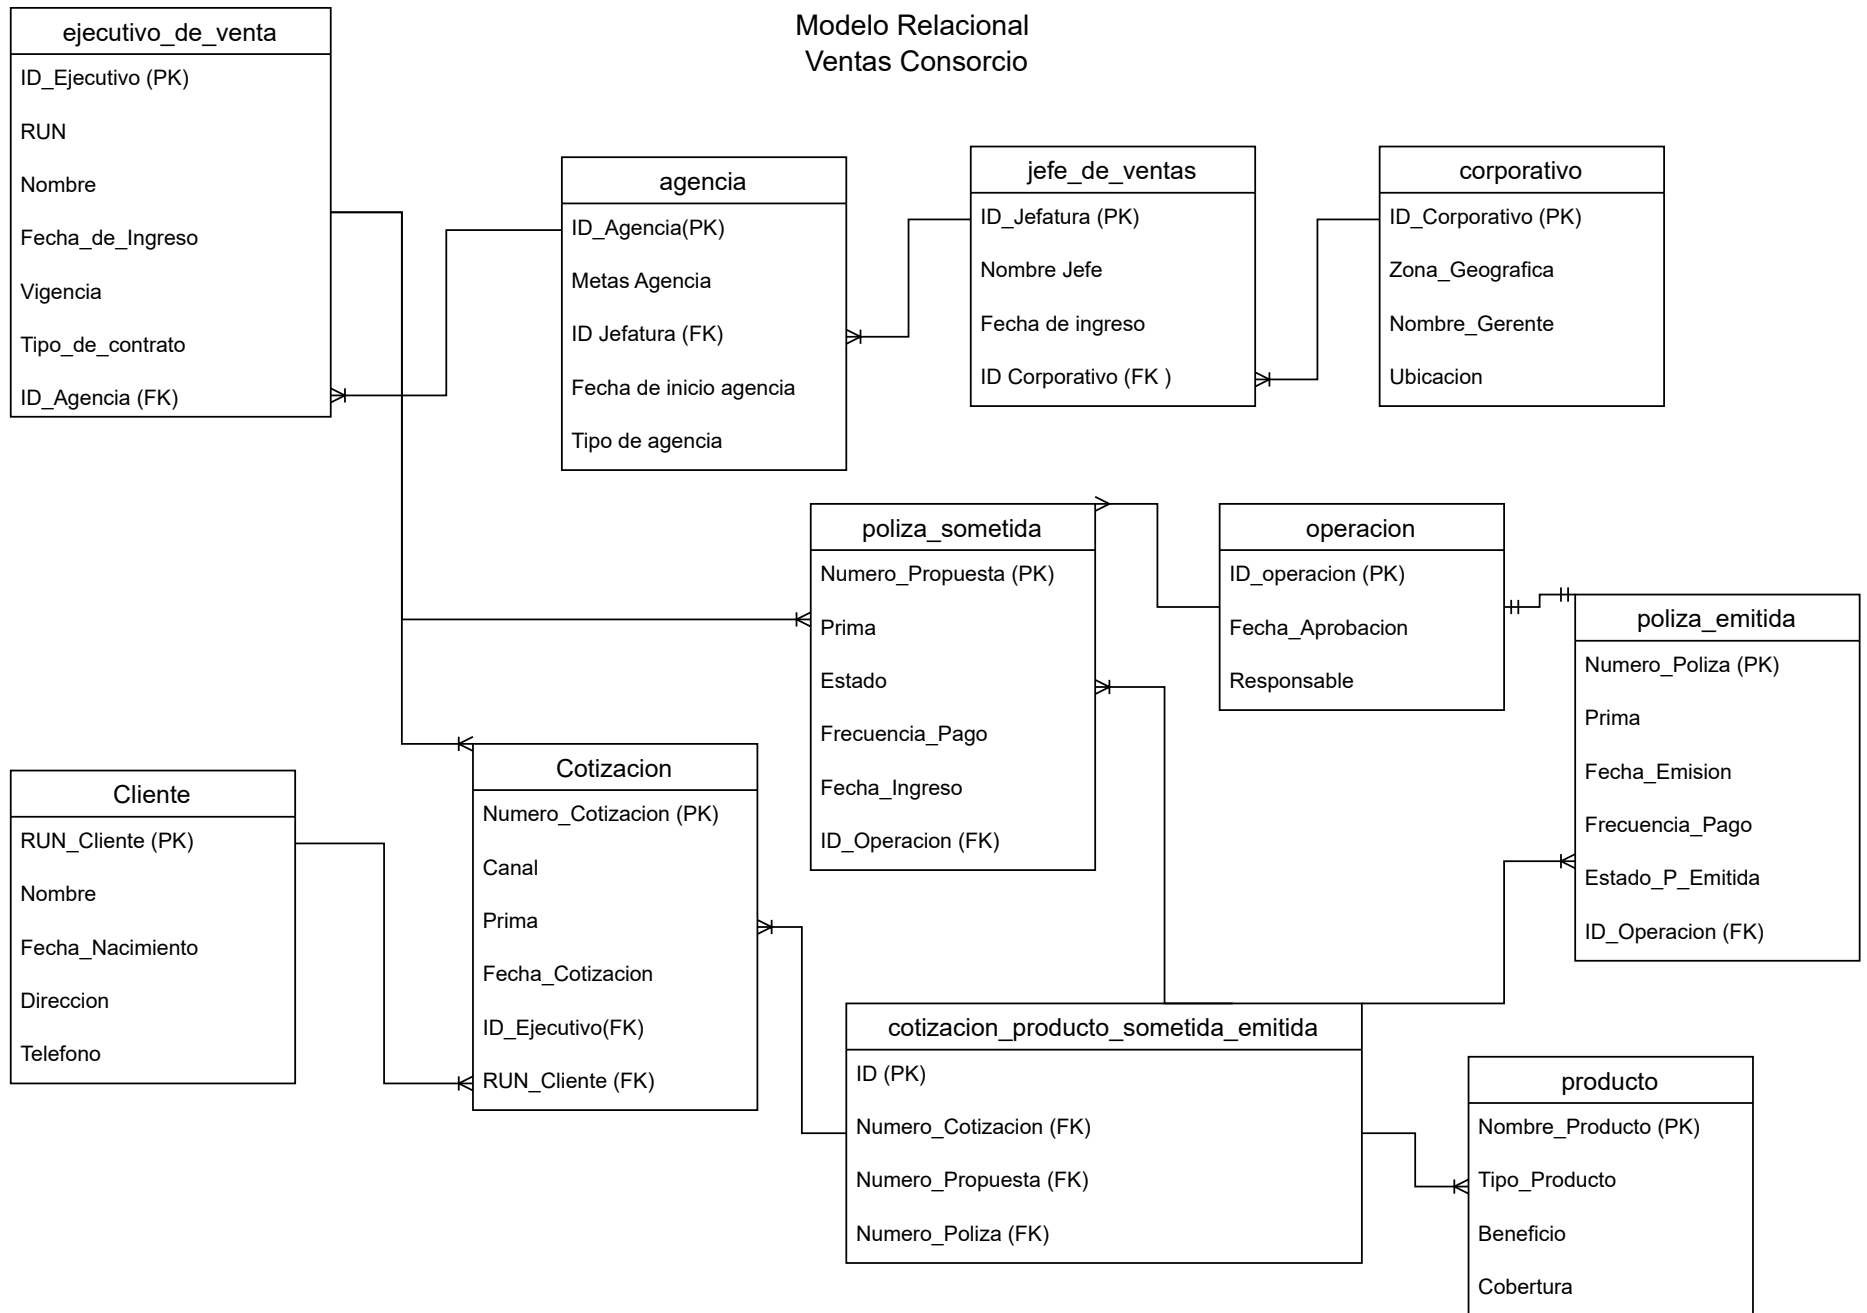 Modelo Relacional
Ventas Consorcio
ejecutivo_de_venta
ID_Ejecutivo (PK)
RUN
Nombre
Fecha_de_Ingreso
Vigencia
Tipo_de_contrato
ID_Agencia (FK)
agencia
ID_Agencia(PK)
Metas Agencia
ID Jefatura (FK)
Fecha de inicio agencia
Tipo de agencia
jefe_de_ventas
ID_Jefatura (PK)
Nombre Jefe
Fecha de ingreso
ID Corporativo (FK )
corporativo
ID_Corporativo (PK)
Zona_Geografica
Nombre_Gerente
Ubicacion
poliza_sometida
Numero_Propuesta (PK)
Prima
Estado
Frecuencia_Pago
Fecha_Ingreso
ID_Operacion (FK)
operacion
ID_operacion (PK)
Fecha_Aprobacion
Responsable
poliza_emitida
Numero_Poliza (PK)
Prima
Fecha_Emision
Frecuencia_Pago
Estado_P_Emitida
ID_Operacion (FK)
Cliente
RUN_Cliente (PK)
Nombre
Fecha_Nacimiento
Direccion
Telefono
Cotizacion
Numero_Cotizacion (PK)
Canal
Prima
Fecha_Cotizacion
ID_Ejecutivo(FK)
RUN_Cliente (FK)
cotizacion_producto_sometida_emitida
ID (PK)
Numero_Cotizacion (FK)
Numero_Propuesta (FK)
Numero_Poliza (FK)
producto
Nombre_Producto (PK)
Tipo_Producto
Beneficio
Cobertura